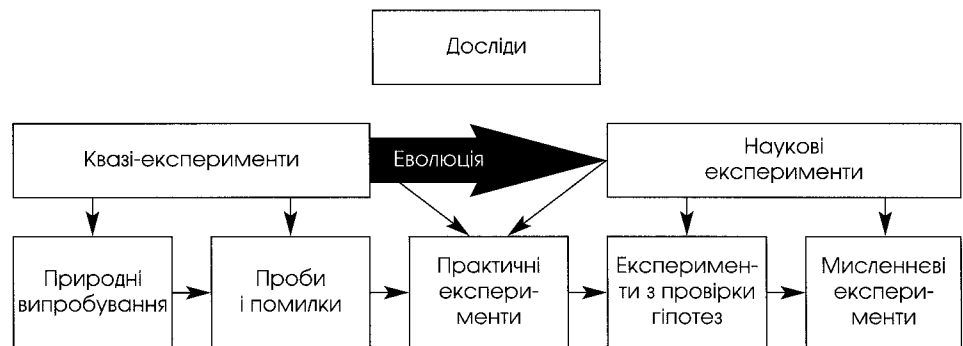 Досліди
Квазі-експерименти
Еволюція
Наукові
експерименти
Природні
випробування
Проби
і помилки
Практичні
експери-
менти
Експеримен-
ти з провірки
гіпотез
Мисленнєві
експери-
менти